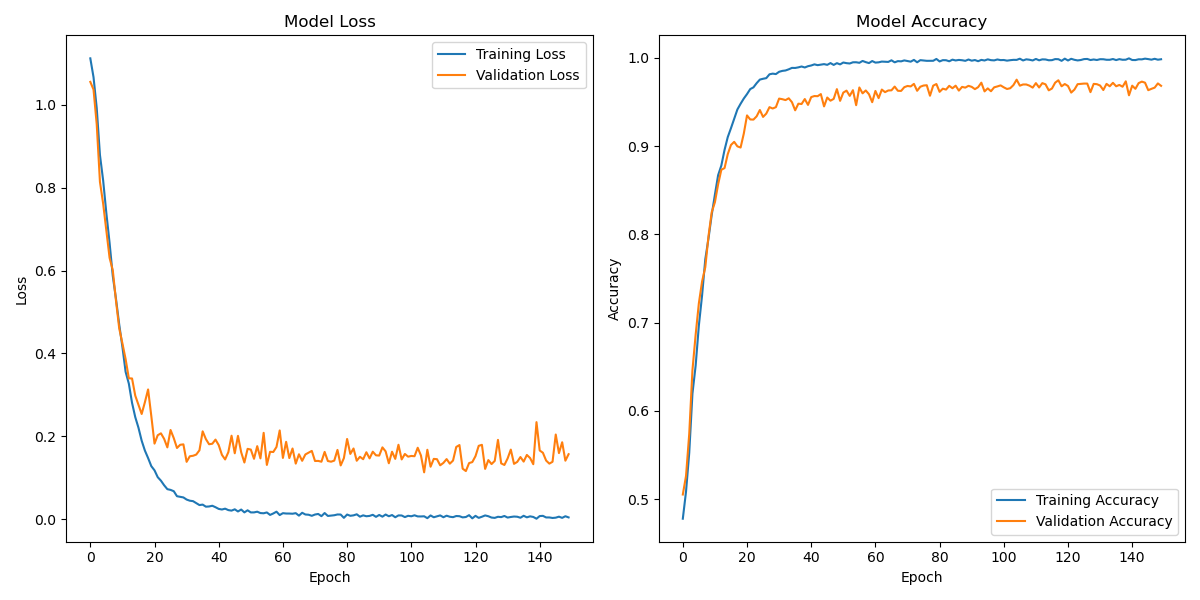 Model Loss
Training Loss
Validation Loss
1.0
0.8
0.6
0.4
0.2
0.0
Loss
0 20 40 60 80 100 120 140
Epoch
Model Accuracy
1.0
0.9
0.8
0.7
0.6
0.5
Accuracy
Training Accuracy
Validation Accuracy
0 20 40 60 80 100 120 140
Epoch